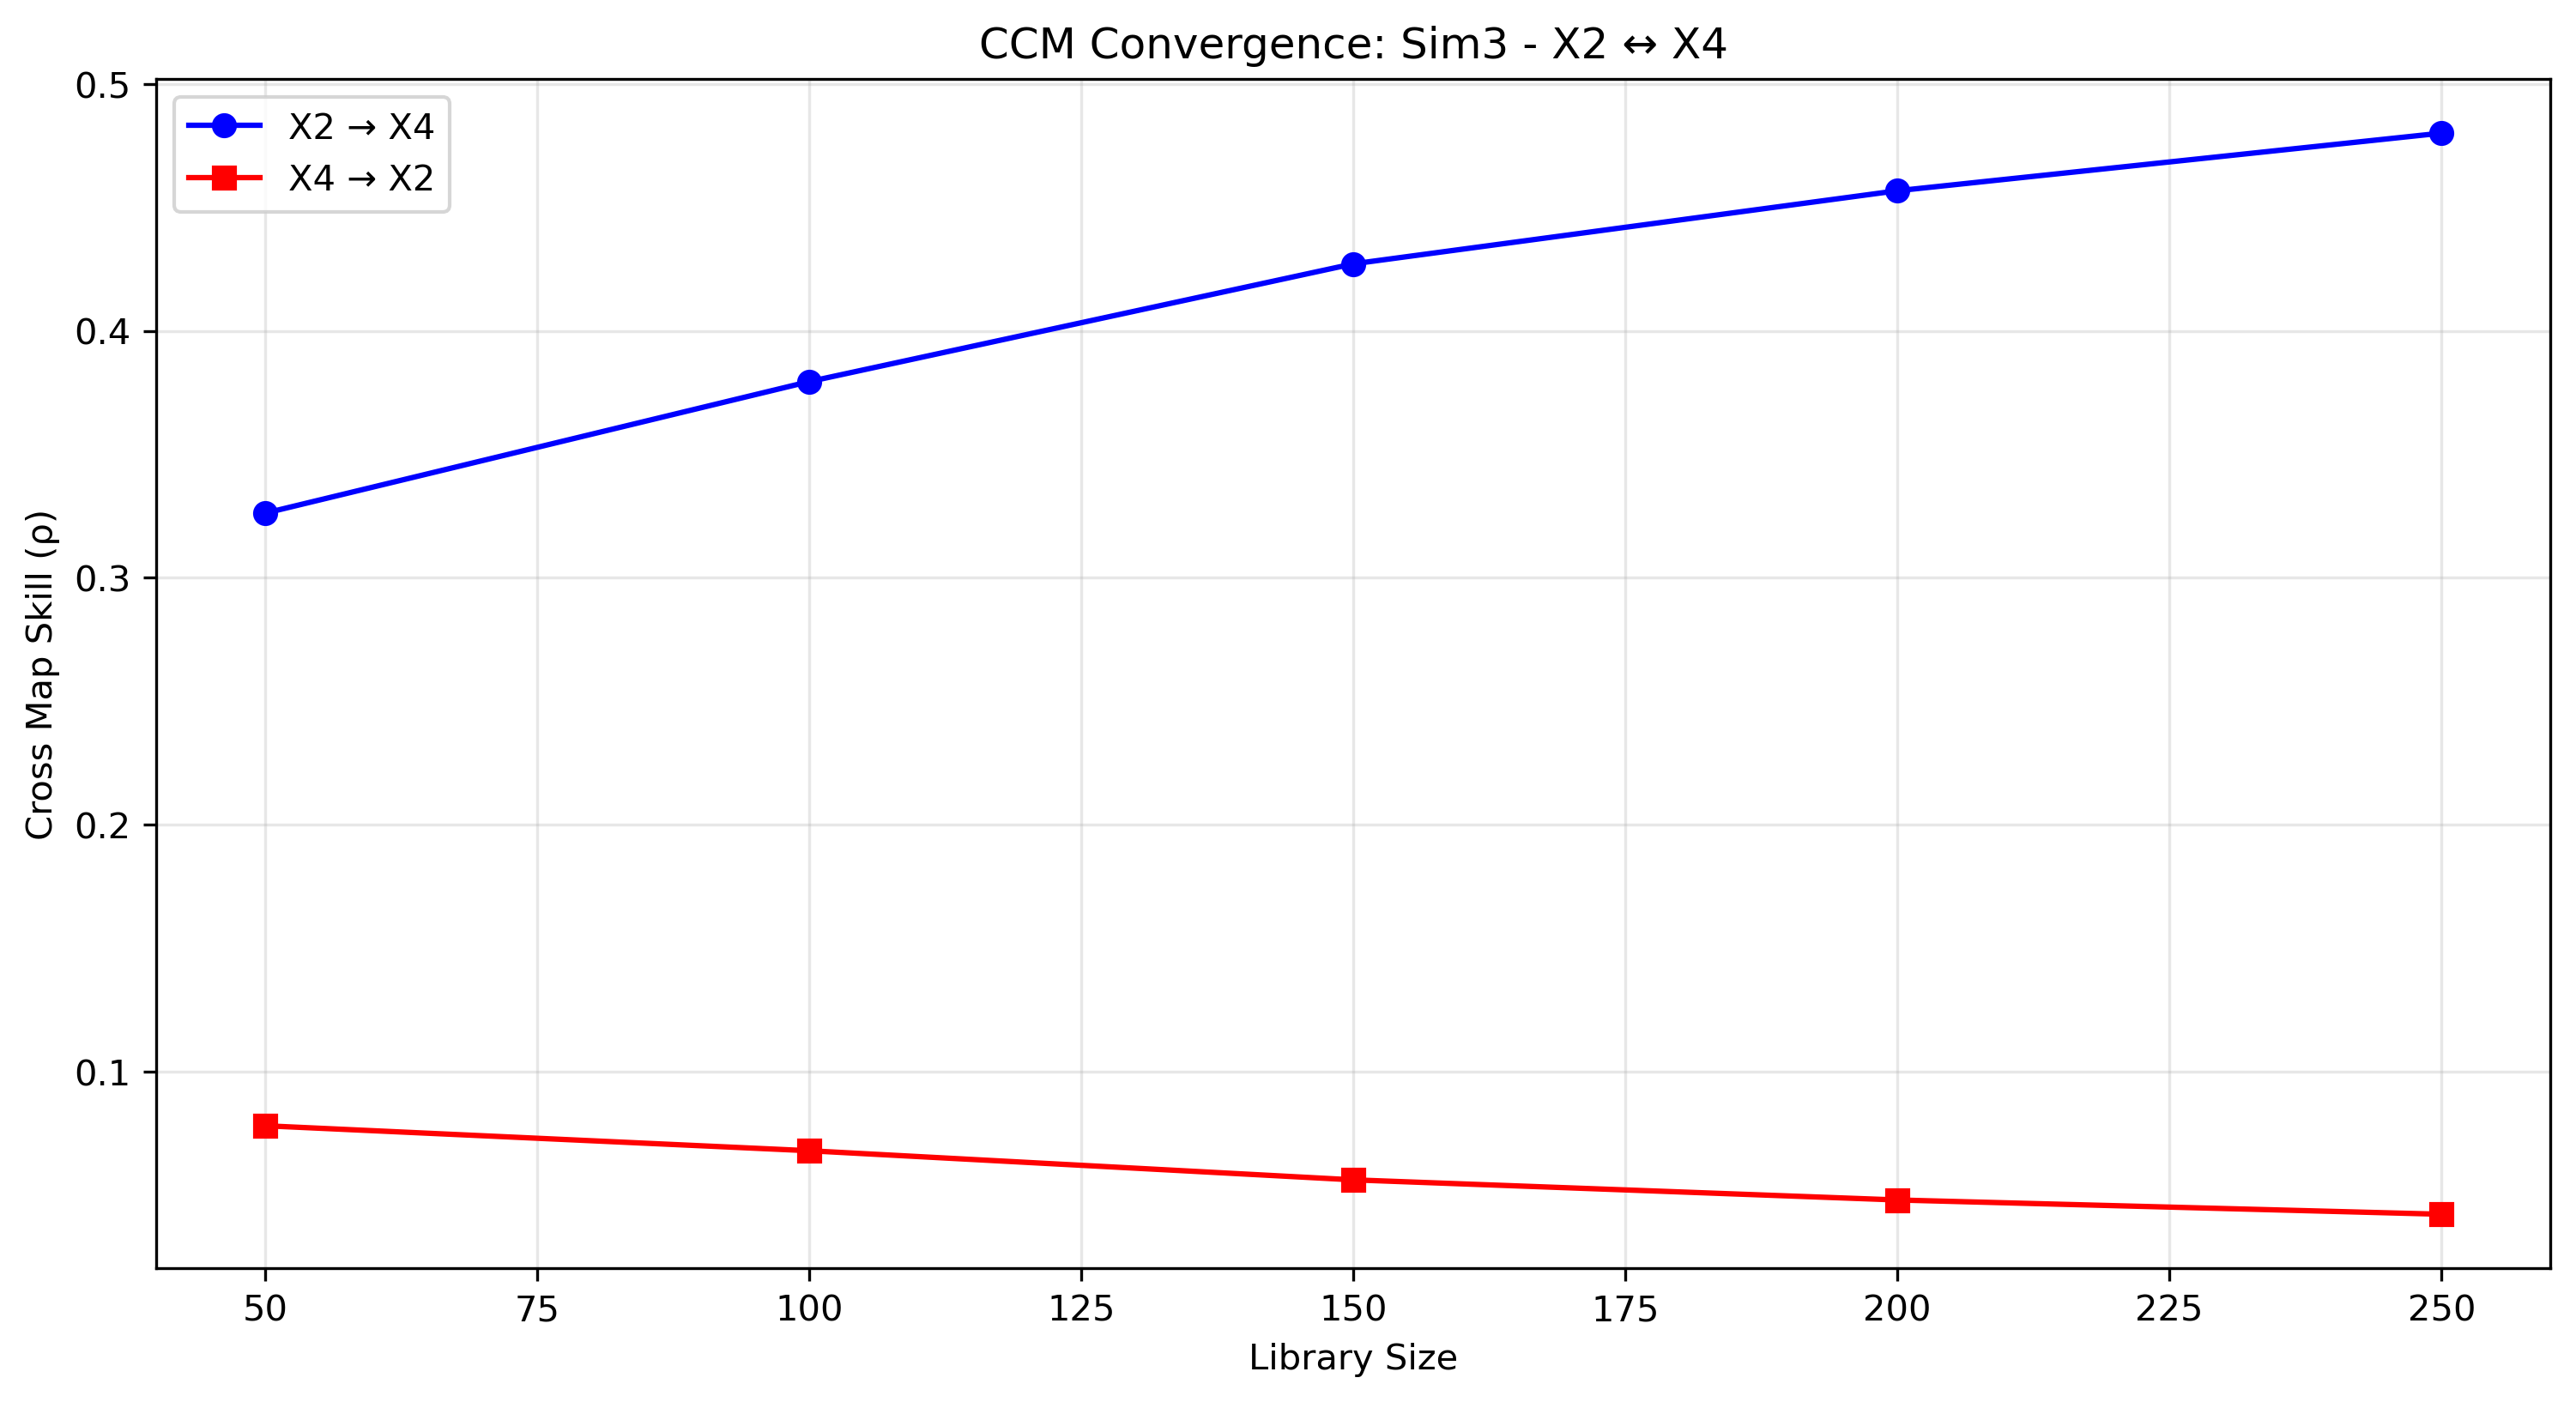 CCM Convergence: Sim3 - X2 ↔ X4
X2 → X4
X4 → X2
Cross Map Skill (ρ)
0.5
0.4
0.3
0.2
0.1
50 75 100 125 150 175 200 225 250
Library Size